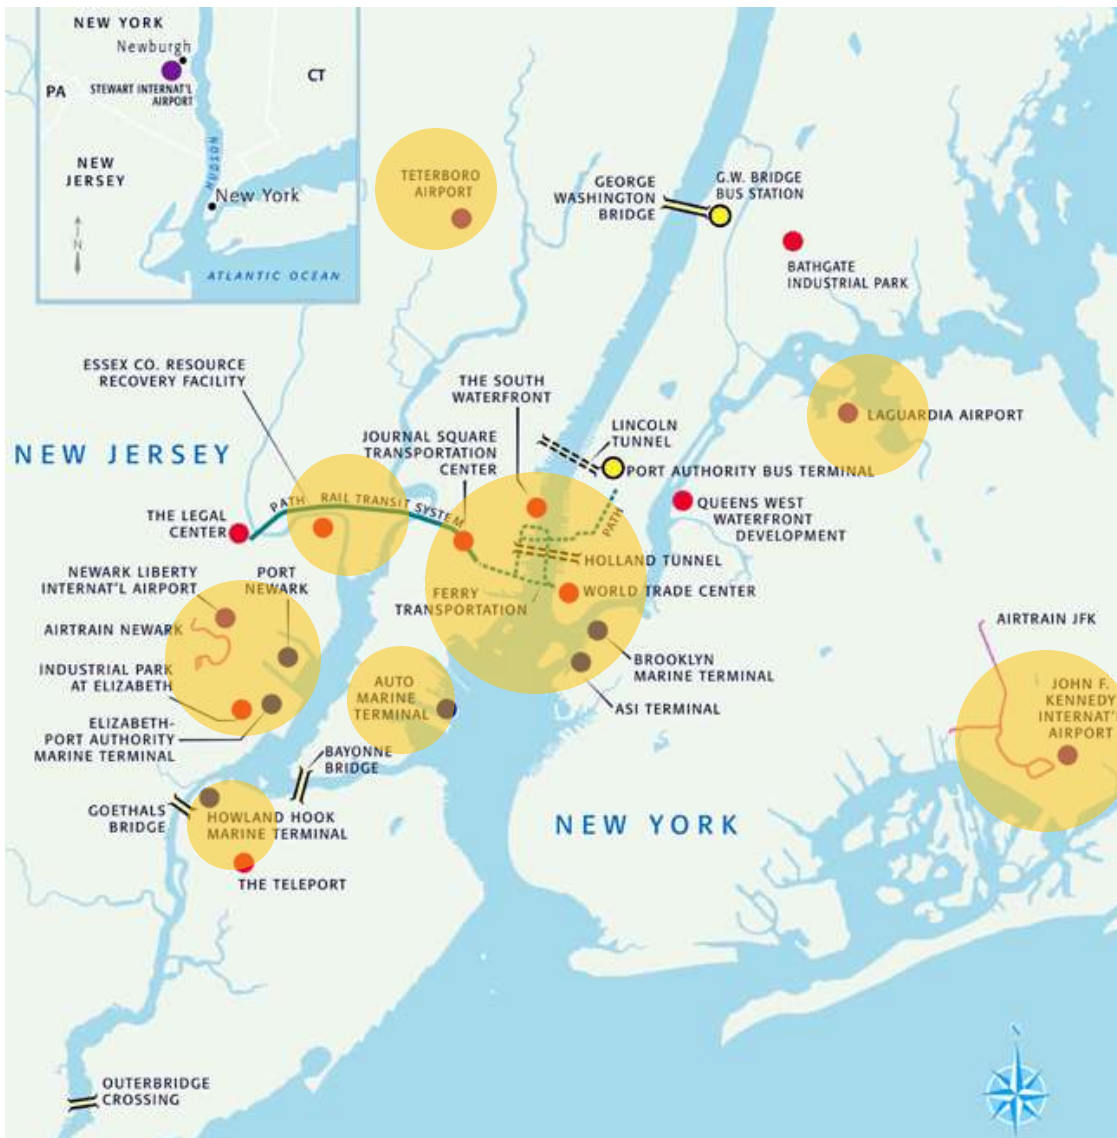 NEW YORK
Newburgh
PA
STEWART INTERNAT'L
AIRPORT
CT
HUDSON
NEW
JERSEY
New York
N
ATLANTIC OCEAN
TETERBORO
AIRPORT
GEORGE
WASHINGTON
BRIDGE
G.W. BRIDGE
BUS STATION
BATHGATE
INDUSTRIAL PARK
ESSEX CO. RESOURCE
RECOVERY FACILITY
THE SOUTH
WATERFRONT
LAGUARDIA AIRPORT
NEW JERSEY
JOURNAL SQUARE
TRANSPORTATION
CENTER
LINCOLN
TUNNEL
PORT AUTHORITY BUS TERMINAL
PATH RAIL TRANSIT SYSTEM
PATH
THE LEGAL
CENTER
QUEENS WEST
WATERFRONT
DEVELOPMENT
HOLLAND TUNNEL
NEWARK LIBERTY
INTERNAT'L AIRPORT
PORT
NEWARK
FERRY
TRANSPORTATION
WORLD TRADE CENTER
AIRTRAIN NEWARK
AIRTRAIN JFK
INDUSTRIAL PARK
AT ELIZABETH
AUTO
MARINE
TERMINAL
BROOKLYN
MARINE TERMINAL
ASI TERMINAL
JOHN F.
KENNEDY
INTERNAT'
AIRPORT
ELIZABETH-
PORT AUTHORITY
MARINE TERMINAL
BAYONNE
BRIDGE
GOETHALS
BRIDGE
HOWLAND HOOK
MARINE TERMINAL
NEW YORK
THE TELEPORT
OUTERBRIDGE
CROSSING